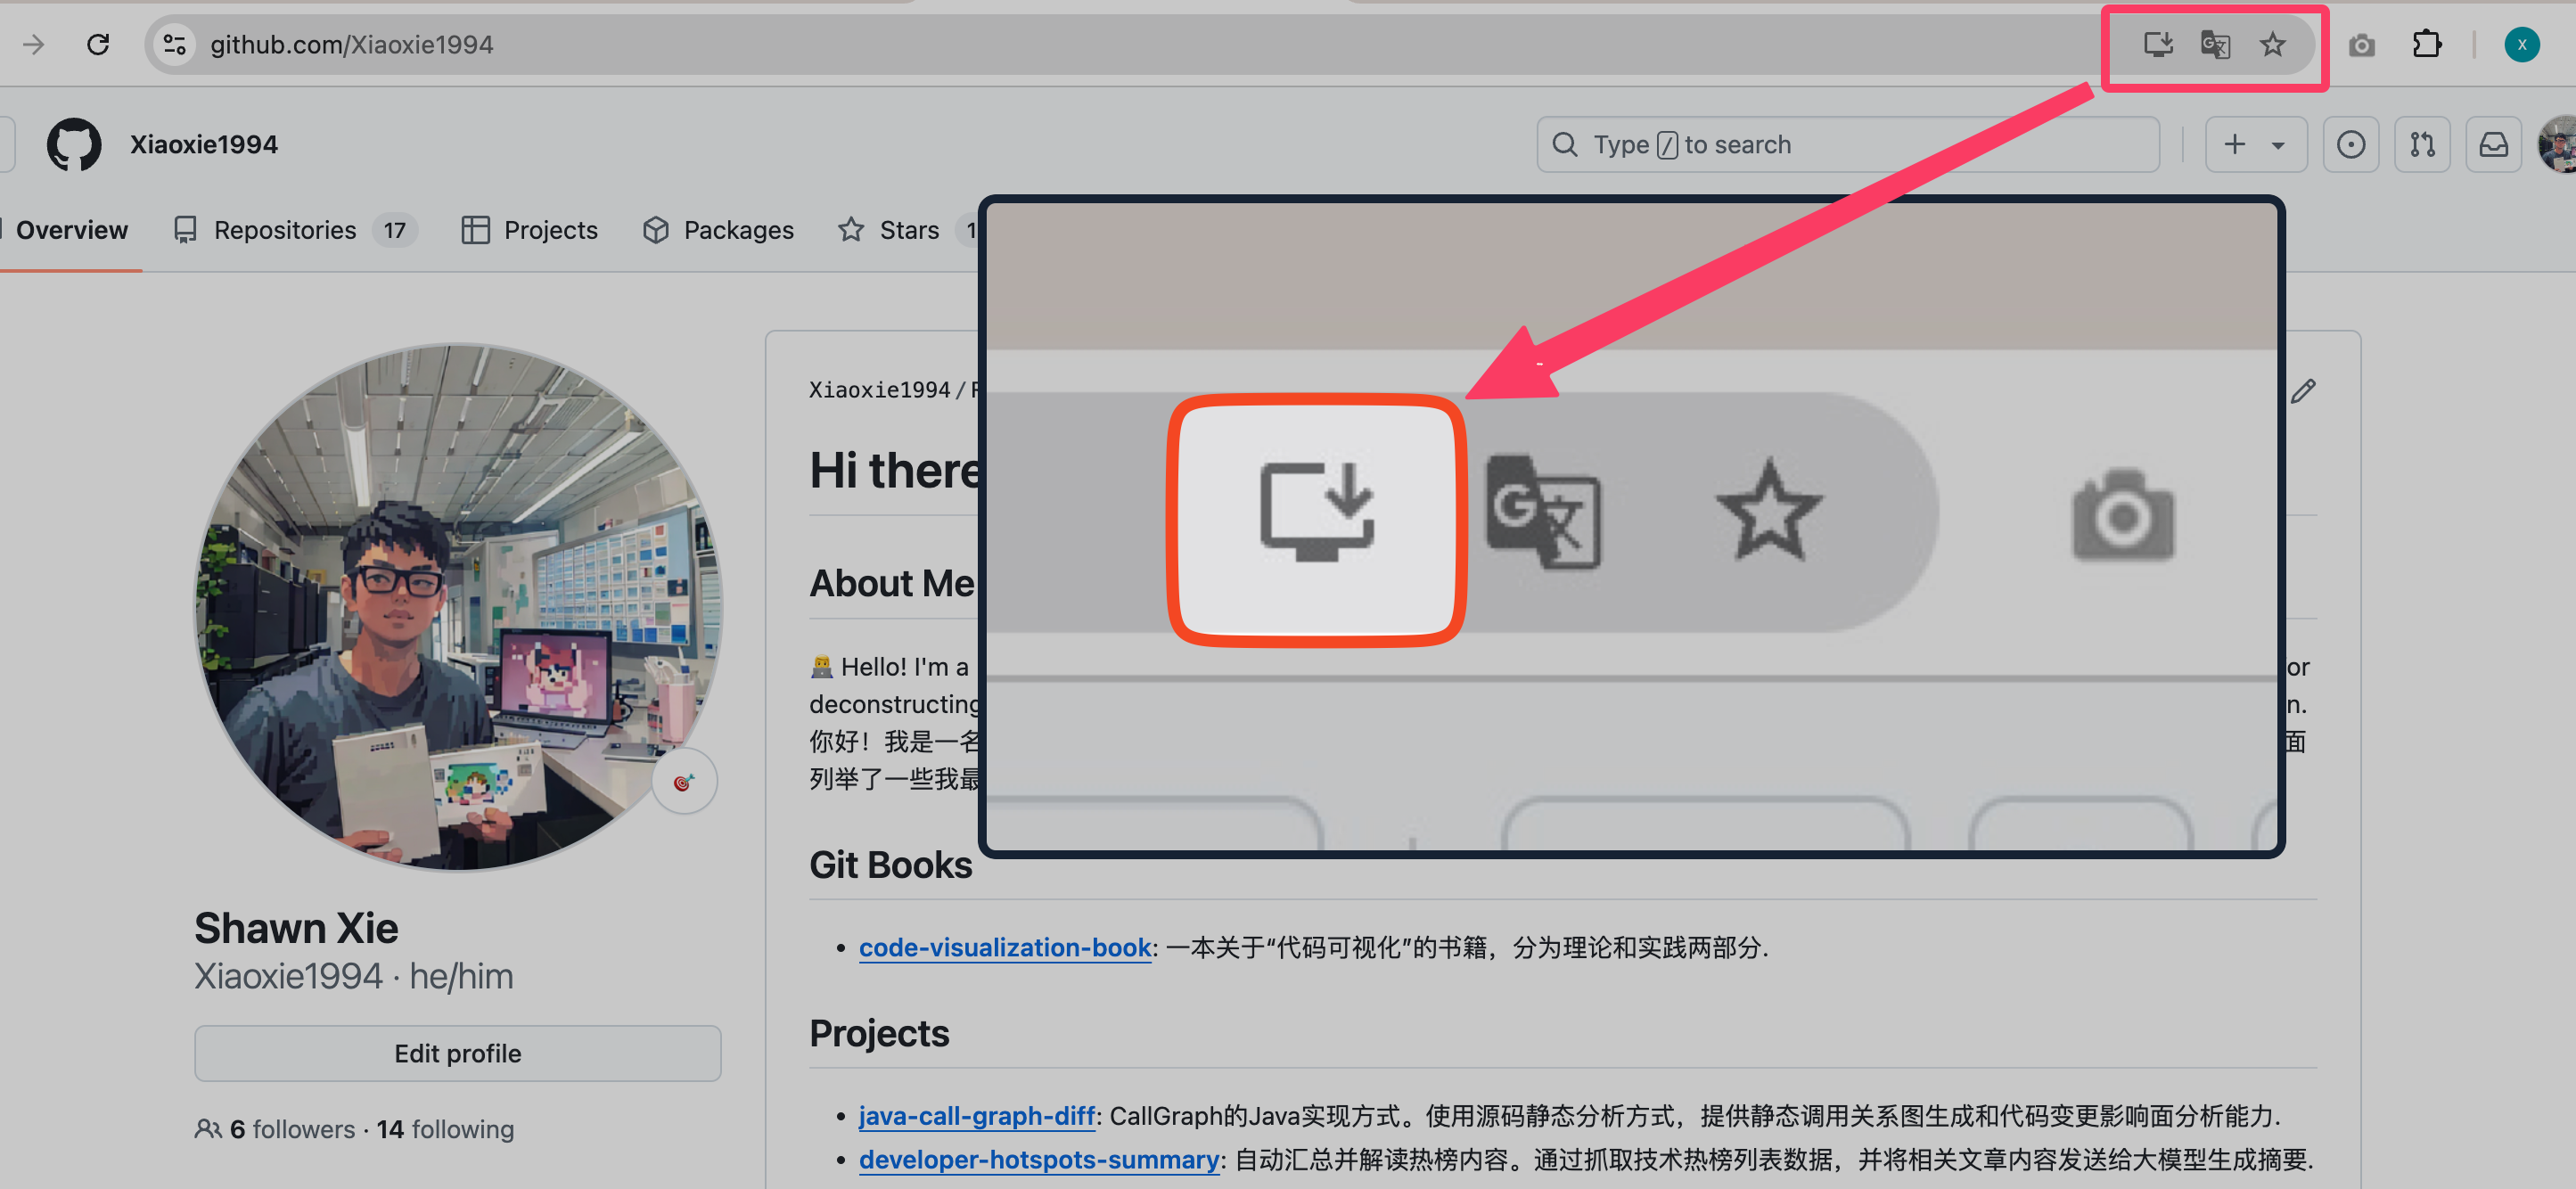 github.com/Xiaoxie1994
X
Xiaoxie1994
Type / to search
Overview
Repositories 17
Projects
Packages
Stars
Xiaoxie1994 /
Hi there
About Me
Hello! I'm a
or
deconstructing
n.
你好！我是一名
面
列举了一些我最
Git Books
code-visualization-book: 一本关于“代码可视化”的书籍，分为理论和实践两部分.
Projects
java-call-graph-diff: CallGraph的Java实现方式。使用源码静态分析方式，提供静态调用关系图生成和代码变更影响面分析能力.
developer-hotspots-summary: 自动汇总并解读热榜内容。通过抓取技术热榜列表数据，并将相关文章内容发送给大模型生成摘要.
Shawn Xie
Xiaoxie1994 · he/him
Edit profile
6 followers · 14 following